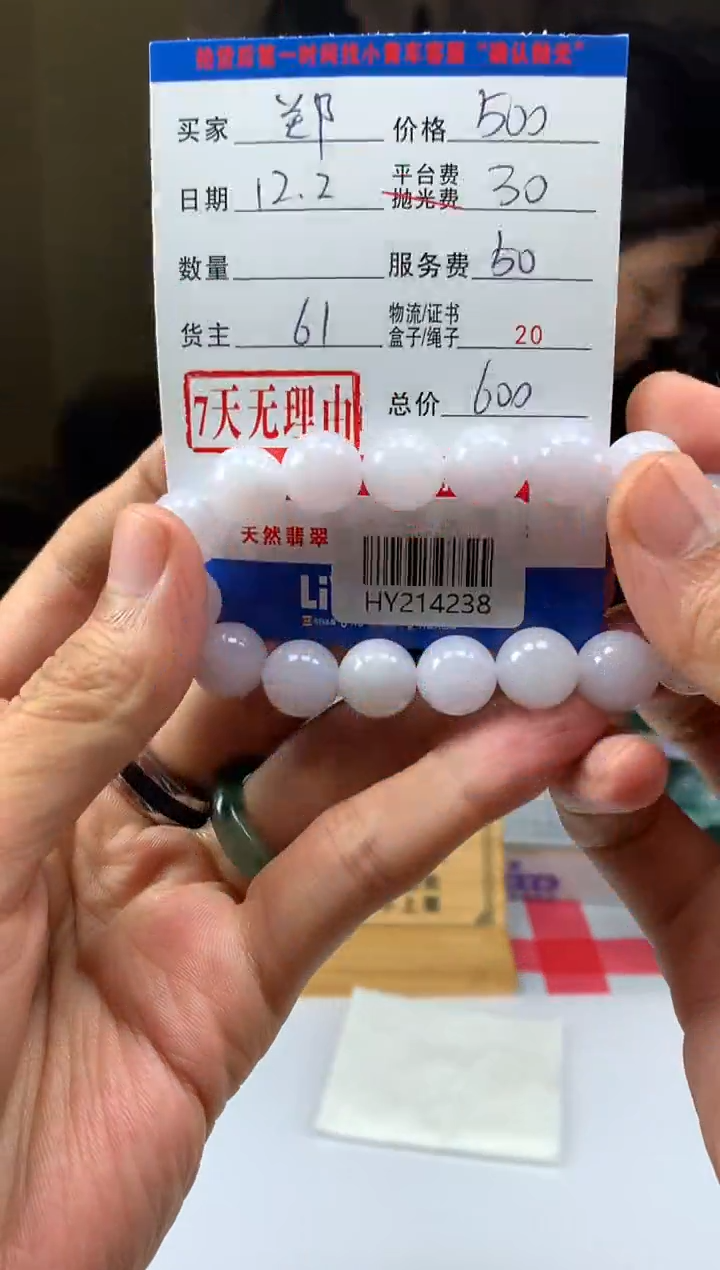 买家 郑 价格 500
日期 12.2 平台费 30
抛光费
数量 服务费 50
货主 61 物流/证书
盒子/绳子 20
7天无理由 总价 600
天然翡翠
Li
HY214238